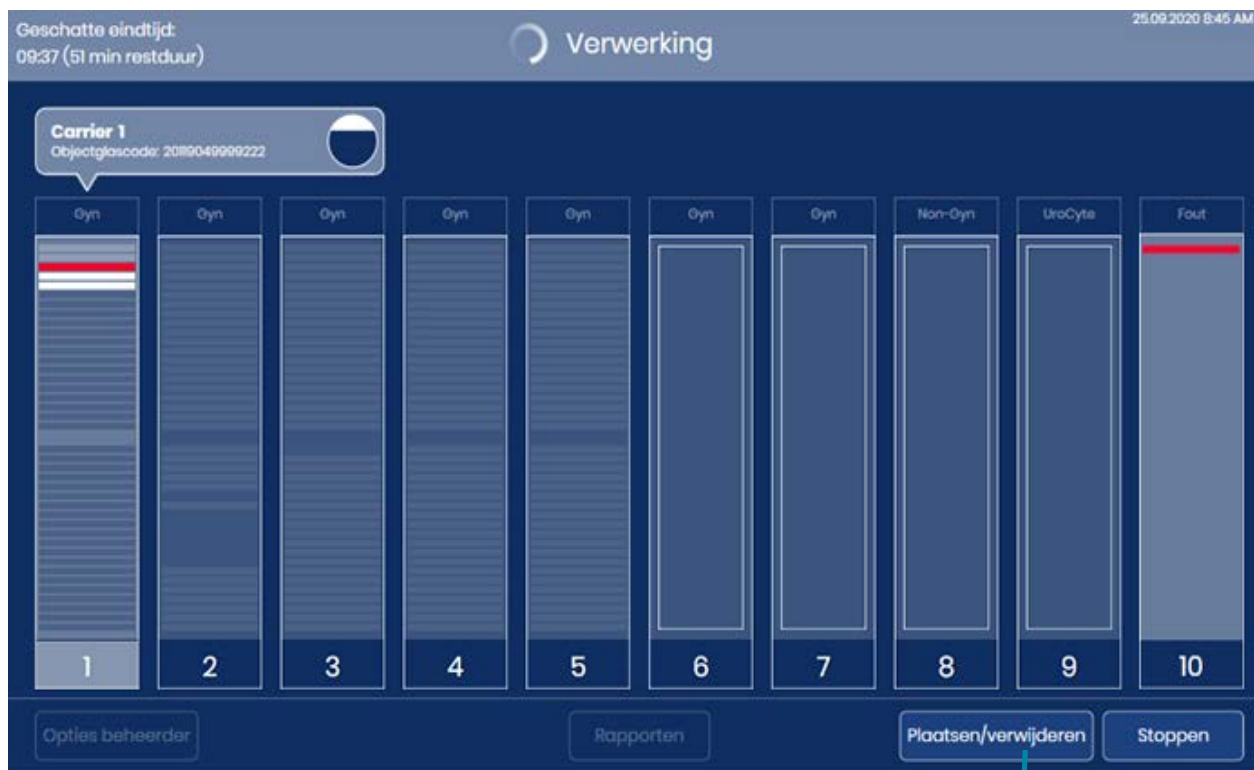 Geschatte eindtijd:
09:37 (51 min restduur)
Verwerking
25.09.2020 8:45 AM
Carrier 1
Objectglascode: 20119049999222
Gyn Gyn Gyn Gyn Gyn Gyn Gyn Non-Gyn UroCyte Fout
1 2 3 4 5 6 7 8 9 10
Opties beheerder Rapporten Plaatsen/verwijderen Stoppen